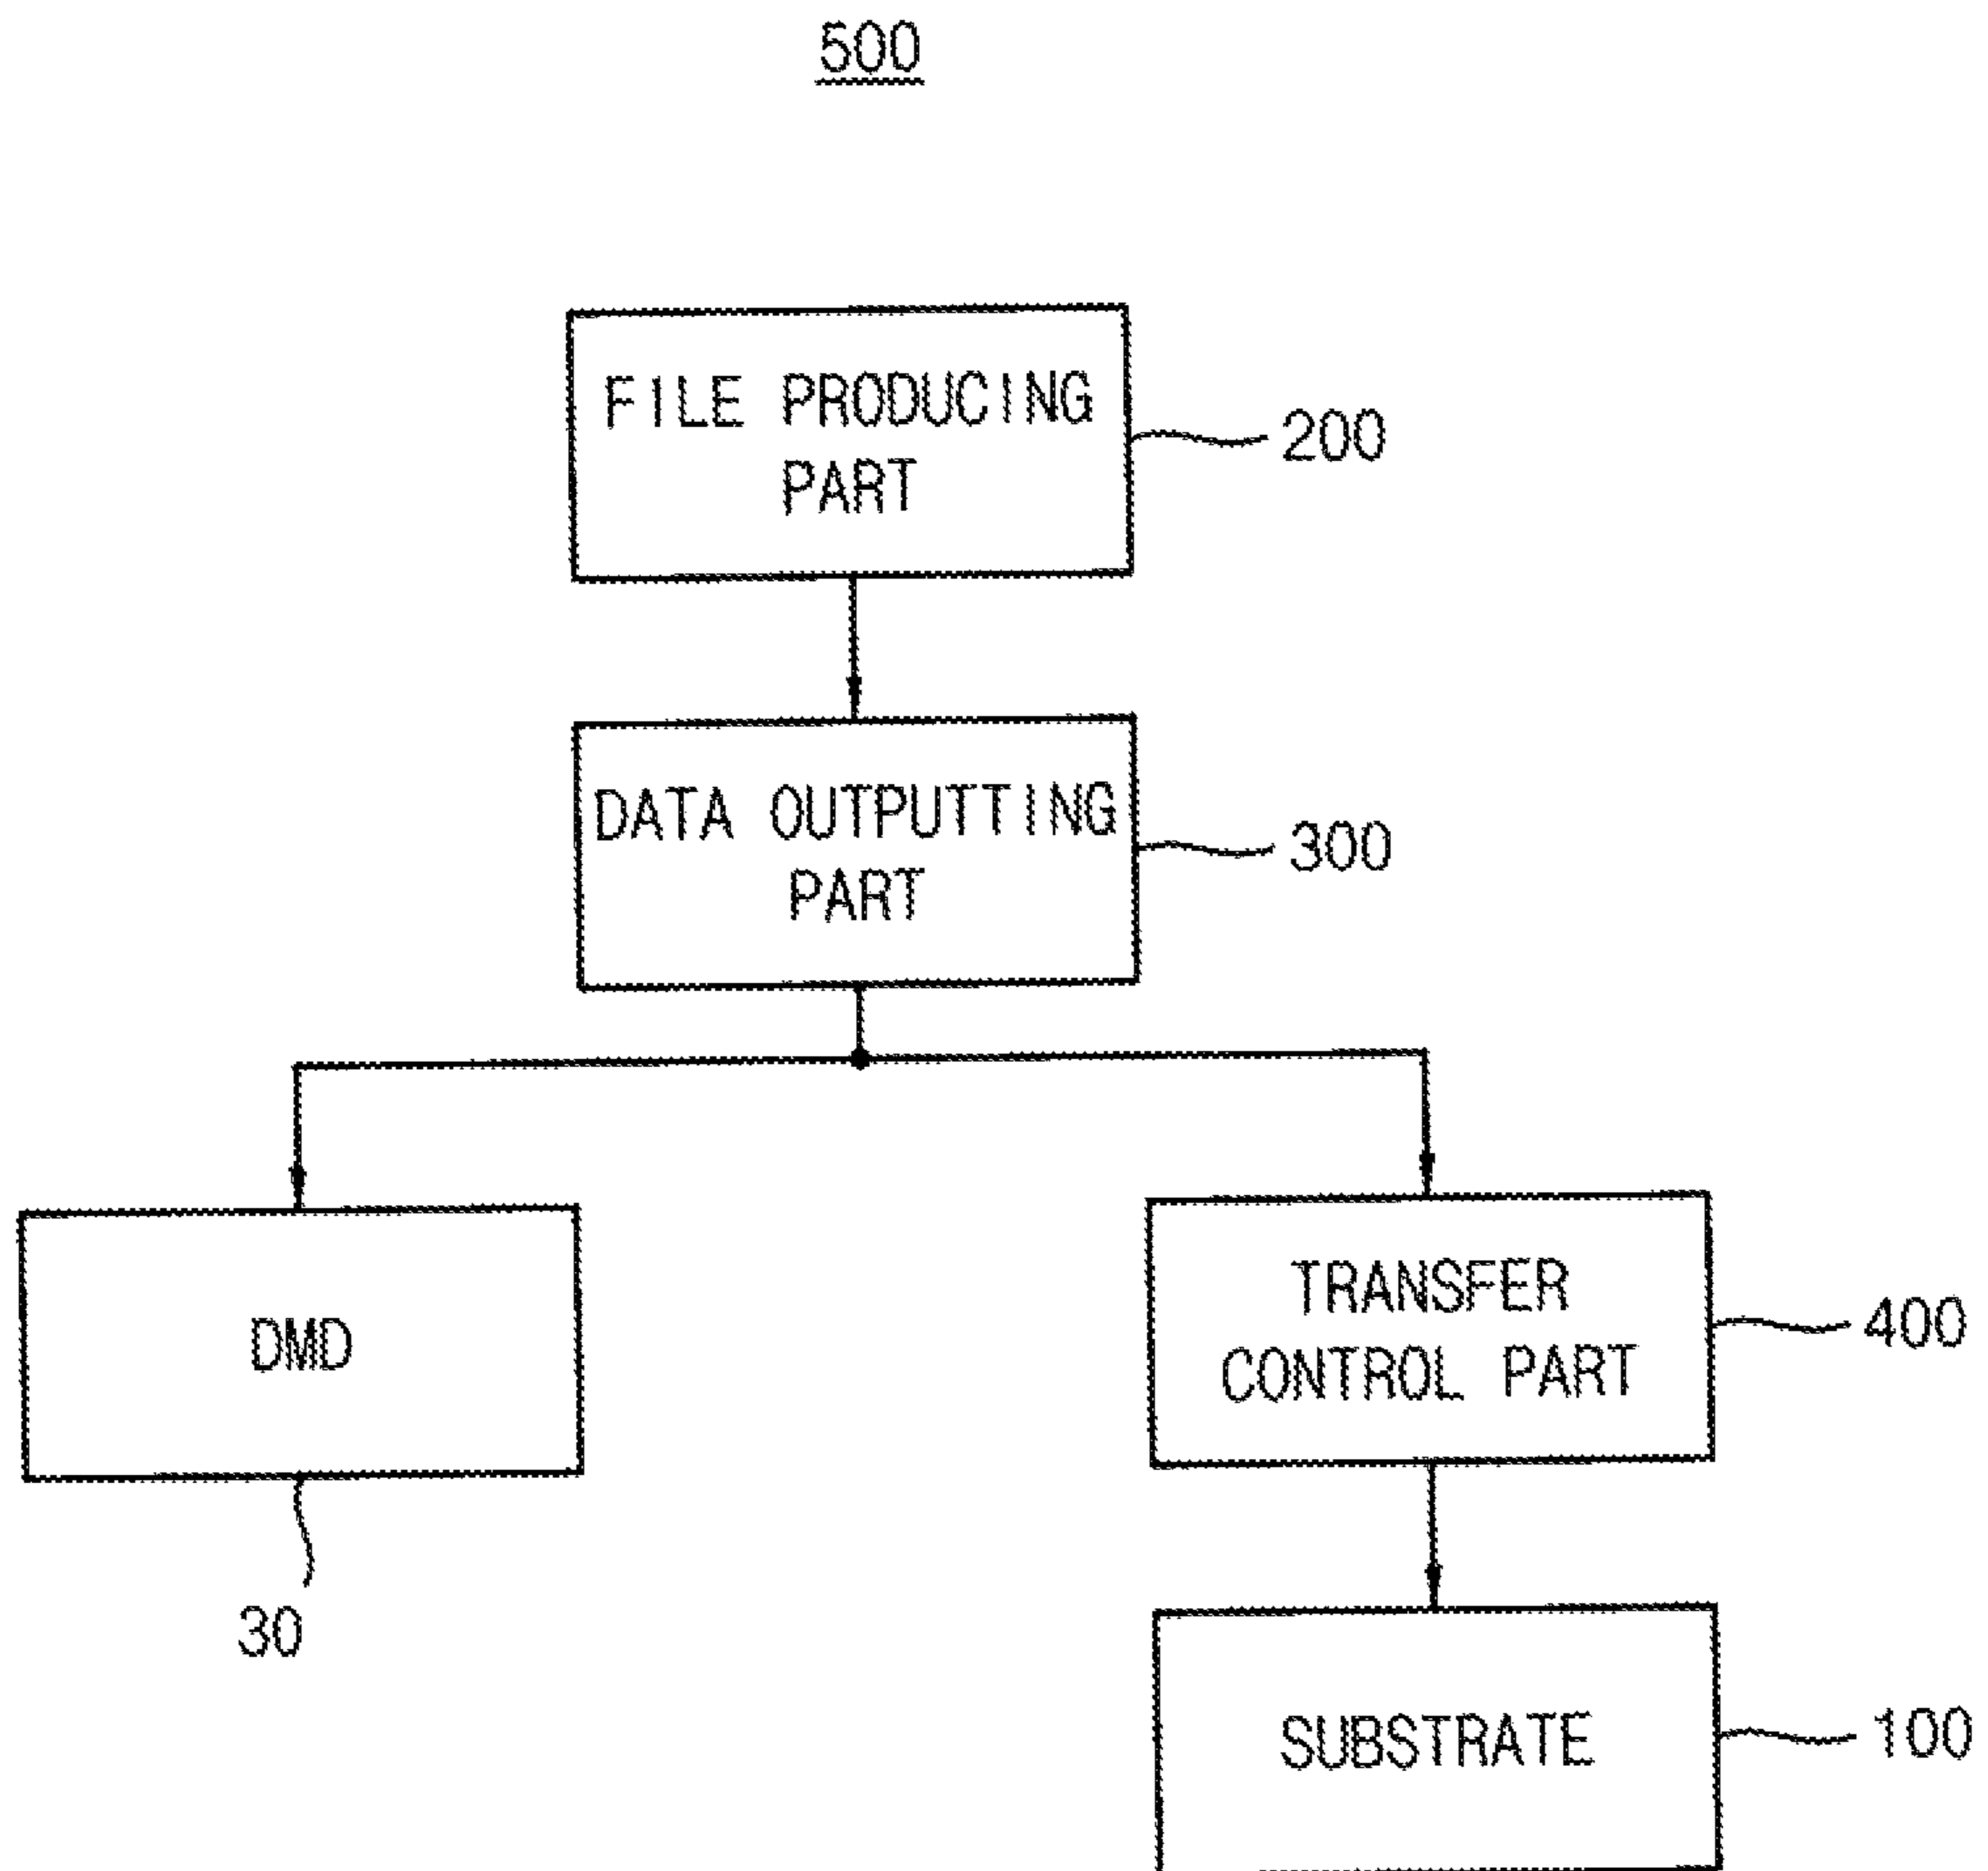 500
FILE PRODUCING
PART
200
DATA OUTPUTTING
PART
300
DMD
30
TRANSFER
CONTROL PART
400
SUBSTRATE
100